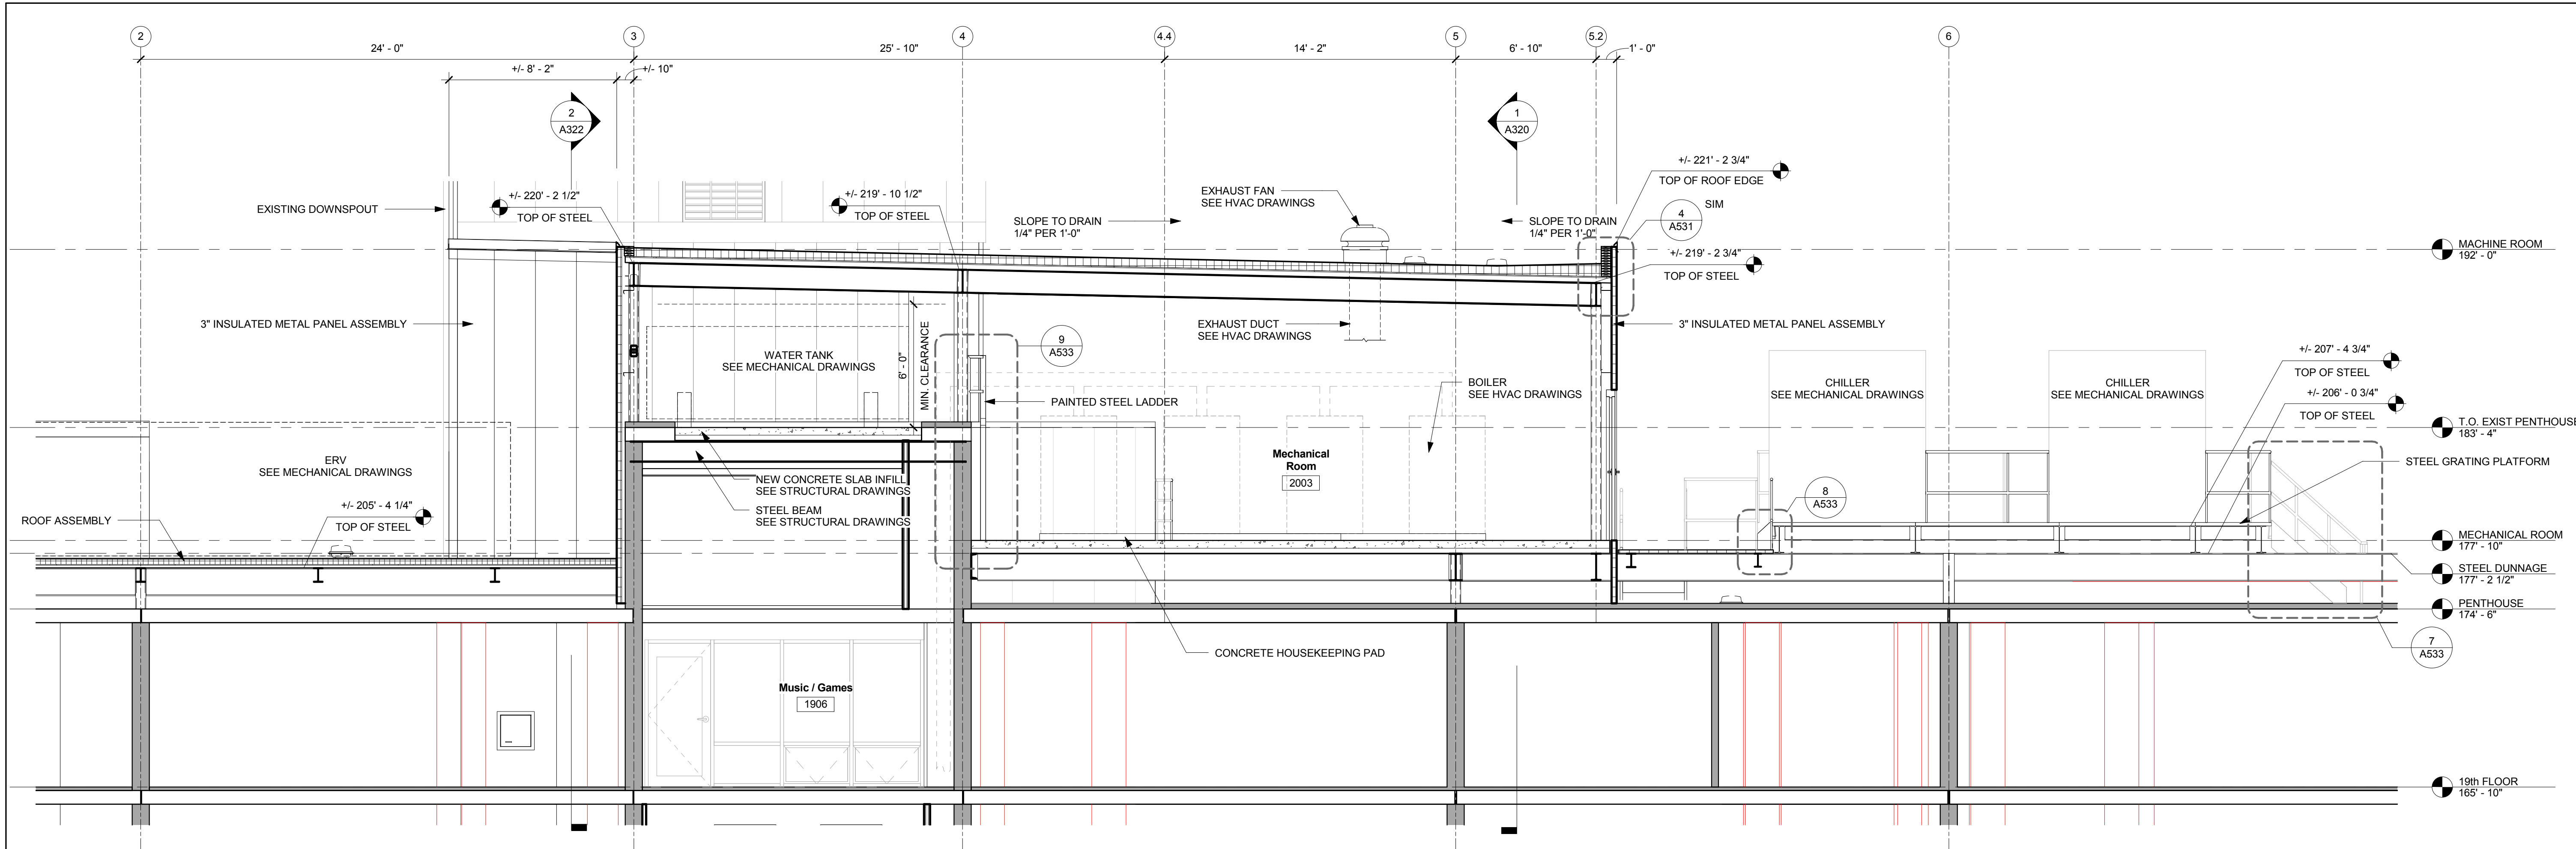 2
3
4
4.4
5
5.2
6
24' - 0"
25' - 10"
14' - 2"
6' - 10"
1' - 0"
+/- 8' - 2"
+/- 10"
2
A322
1
A320
+/- 221' - 2 3/4"
TOP OF ROOF EDGE
EXISTING DOWNSPOUT
+/- 220' - 2 1/2"
TOP OF STEEL
+/- 219' - 10 1/2"
TOP OF STEEL
EXHAUST FAN
SEE HVAC DRAWINGS
SLOPE TO DRAIN
1/4" PER 1'-0"
SLOPE TO DRAIN
1/4" PER 1'-0"
4
A531
SIM
+/- 219' - 2 3/4"
TOP OF STEEL
MACHINE ROOM
192' - 0"
3" INSULATED METAL PANEL ASSEMBLY
WATER TANK
SEE MECHANICAL DRAWINGS
6' - 0"
MIN. CLEARANCE
9
A533
EXHAUST DUCT
SEE HVAC DRAWINGS
3" INSULATED METAL PANEL ASSEMBLY
PAINTED STEEL LADDER
BOILER
SEE HVAC DRAWINGS
CHILLER
SEE MECHANICAL DRAWINGS
CHILLER
SEE MECHANICAL DRAWINGS
+/- 207' - 4 3/4"
TOP OF STEEL
+/- 206' - 0 3/4"
TOP OF STEEL
T.O. EXIST PENTHOUSE
183' - 4"
ERV
SEE MECHANICAL DRAWINGS
Mechanical
Room
2003
STEEL GRATING PLATFORM
NEW CONCRETE SLAB INFILL
SEE STRUCTURAL DRAWINGS
STEEL BEAM
SEE STRUCTURAL DRAWINGS
8
A533
+/- 205' - 4 1/4"
TOP OF STEEL
ROOF ASSEMBLY
MECHANICAL ROOM
177' - 10"
STEEL DUNNAGE
177' - 2 1/2"
PENTHOUSE
174' - 6"
CONCRETE HOUSEKEEPING PAD
7
A533
Music / Games
1906
19th FLOOR
165' - 10"